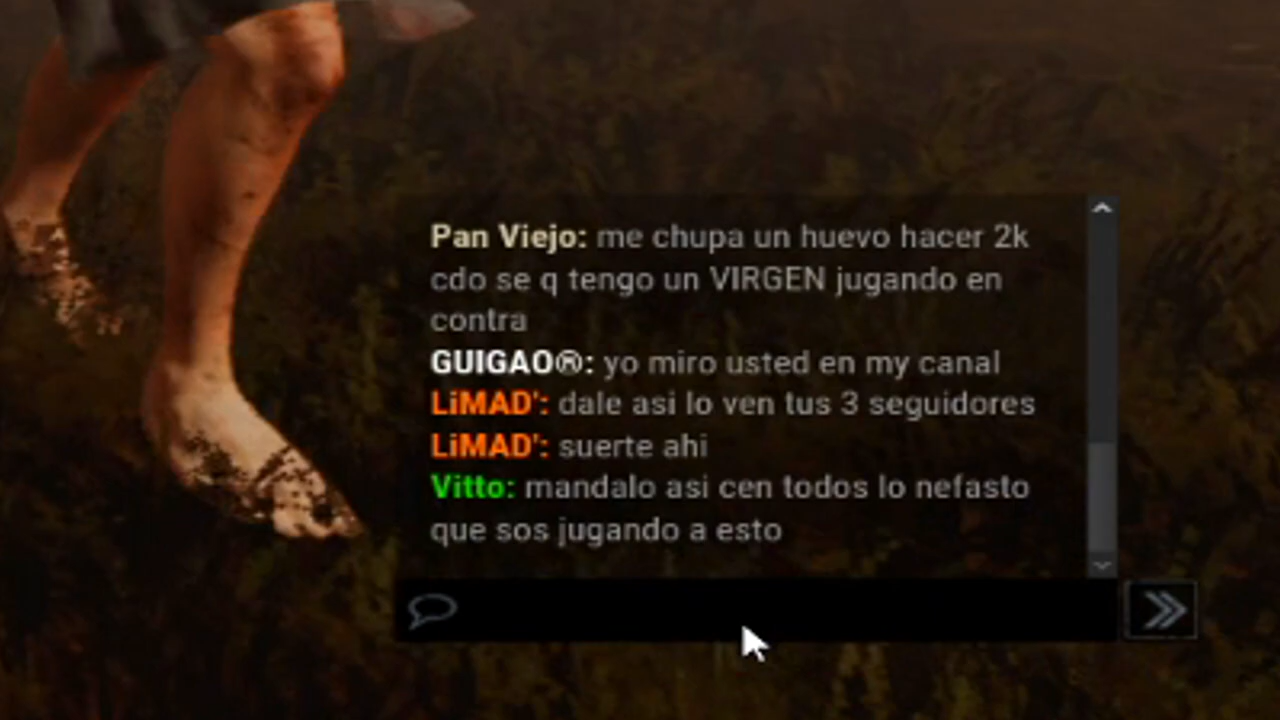 Pan Viejo: me chupa un huevo hacer 2k
cdo se q tengo un VIRGEN jugando en
contra
GUIGAO®: yo miro usted en my canal
LiMAD': dale asi lo ven tus 3 seguidores
LiMAD': suerte ahi
Vitto: mandalo asi cen todos lo nefasto
que sos jugando a esto